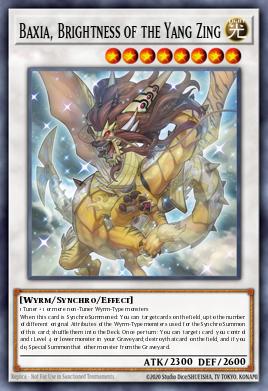 BAXIA, BRIGHTNESS OF THE YANG ZING
LIGHT
光
[WYRM/SYNCHRO/EFFECT]
1 Tuner + 1 or more non-Tuner Wyrm-Type monsters
When this card is Synchro Summoned: You can target cards on the field, up to the number
of different original Attributes of the Wyrm-Type monsters used for the Synchro Summon
of this card; shuffle them into the Deck. Once per turn: You can target 1 card you control
and 1 Level 4 or lower monster in your Graveyard; destroy that card on the field, and if you
do, Special Summon that other monster from the Graveyard.
ATK/2300 DEF/2600
Replica - Not For Use in Sanctioned Tournaments
©2020 Studio Dice/SHUEISHA, TV TOKYO, KONAMI